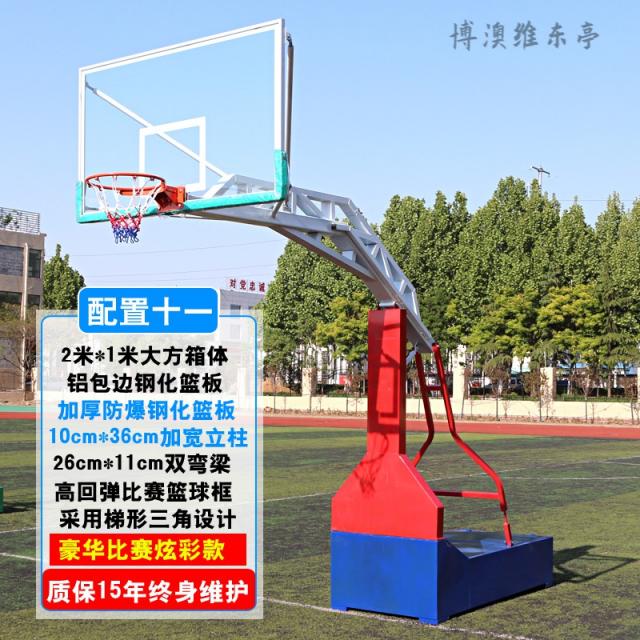 博澳维东亭
对党忠诚
配置十一
2米*1米大方箱体
铝包边钢化篮板
加厚防爆钢化篮板
10cm*36cm加宽立柱
26cm*11cm双弯梁
高回弹比赛篮球框
采用梯形三角设计
豪华比赛炫彩款
质保15年终身维护